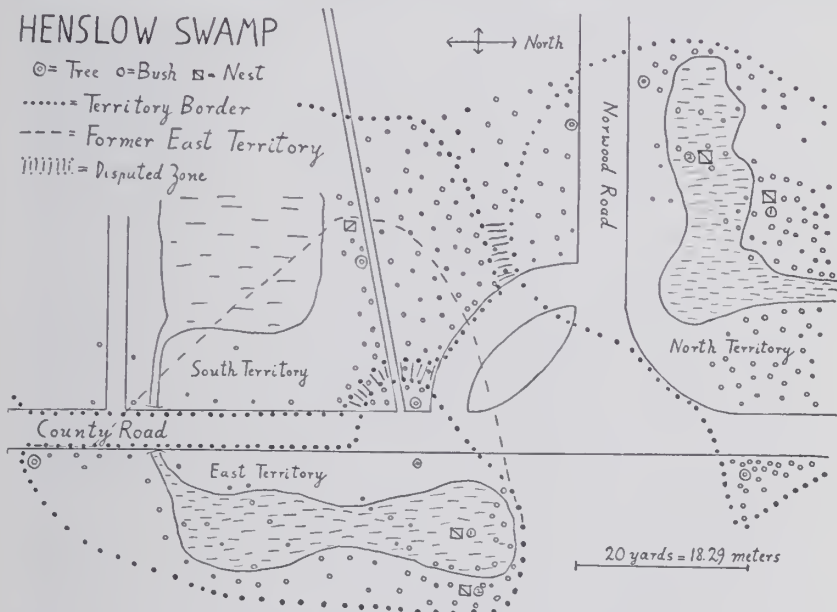 HENSLOW SWAMP
= Tree o=Bush = Nest
= Territory Border
= Former East Territory
= Disputed Zone
North
Norwood Road
South Territory
North Territory
County Road
East Territory
20 yards = 18.29 meters